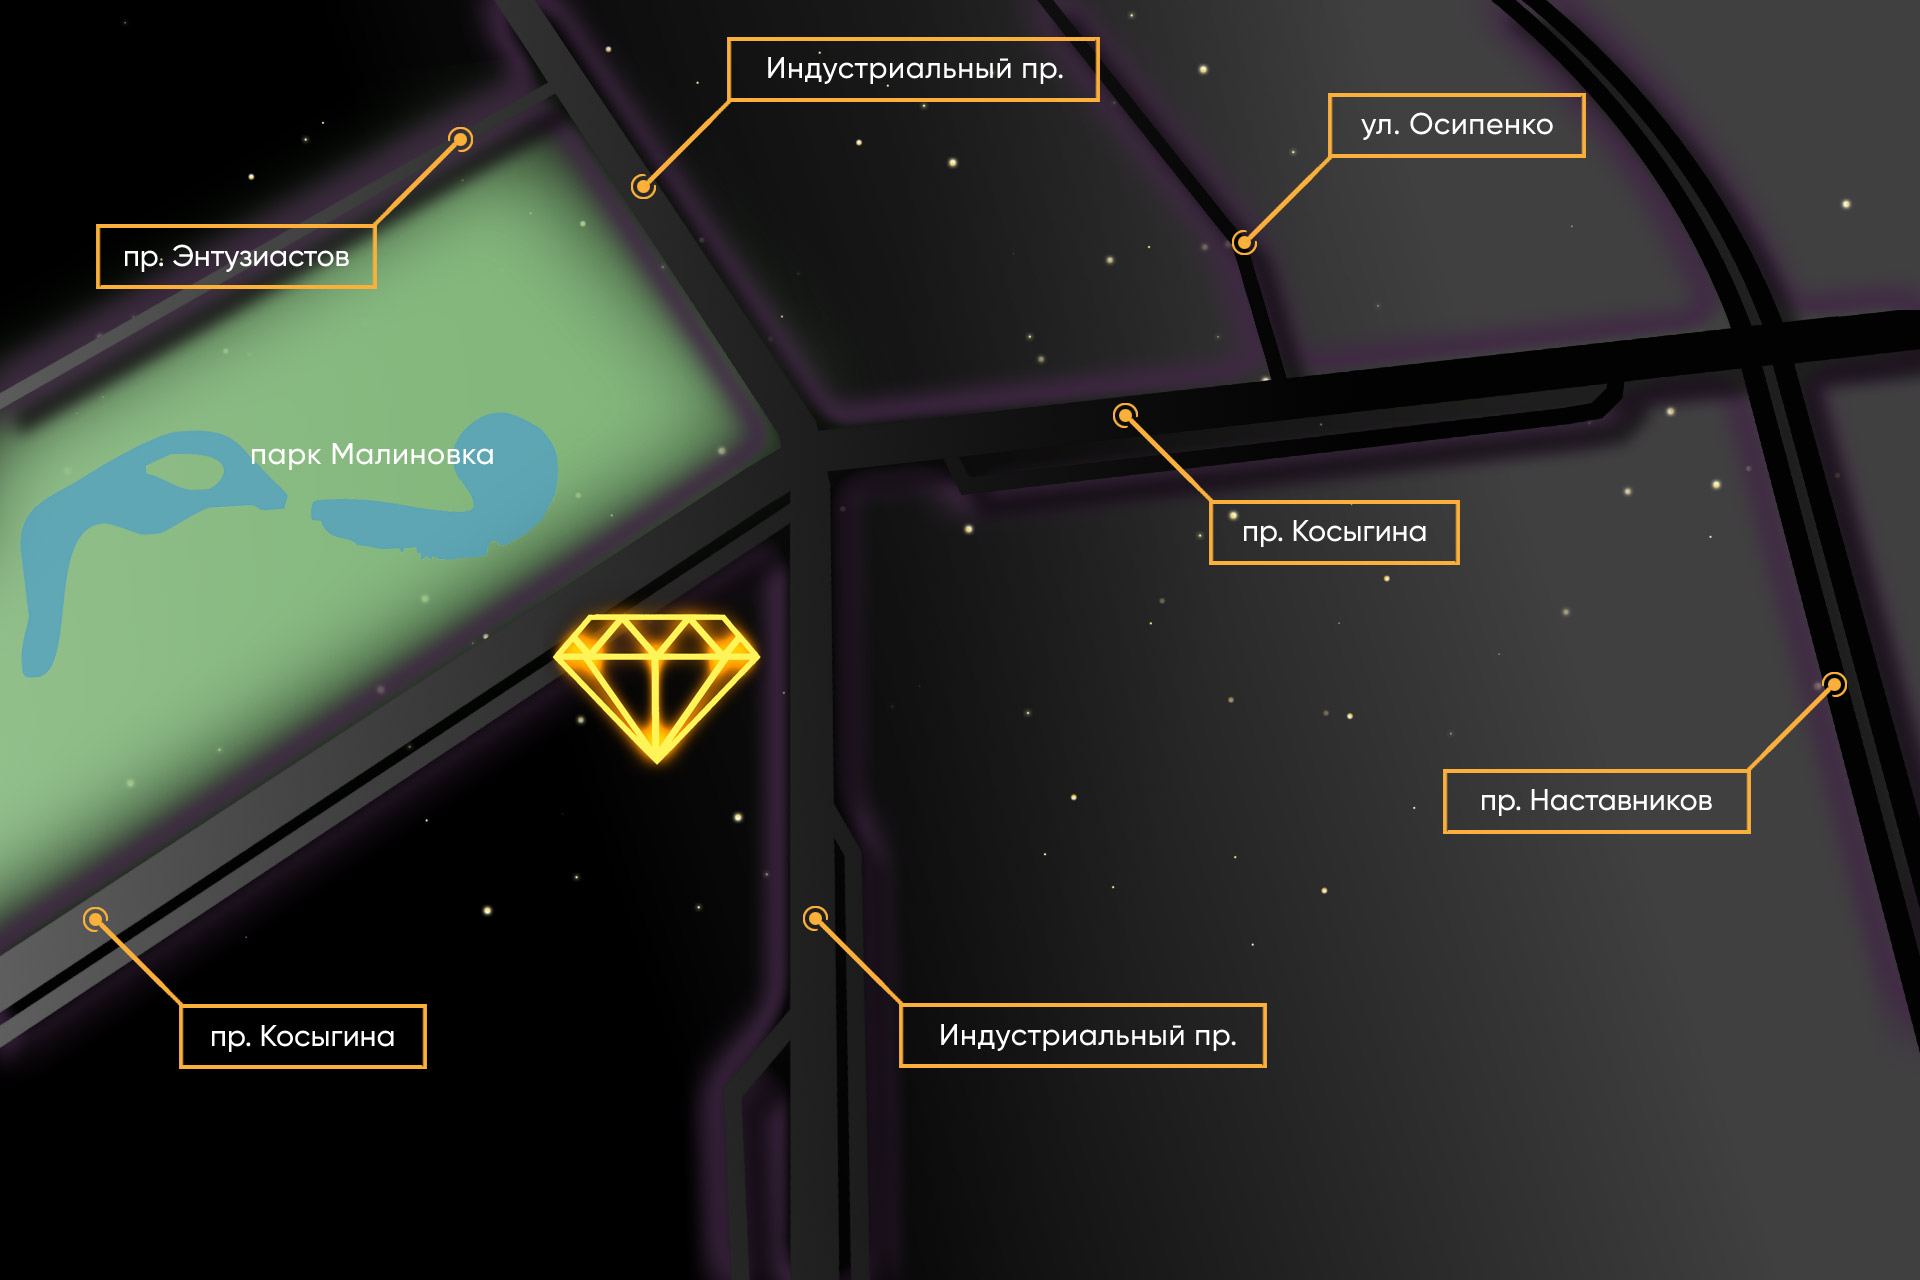 Индустриальный пр.
ул. Осипенко
пр. Энтузиастов
парк Малиновка
пр. Косыгина
пр. Наставников
пр. Косыгина
Индустриальный пр.